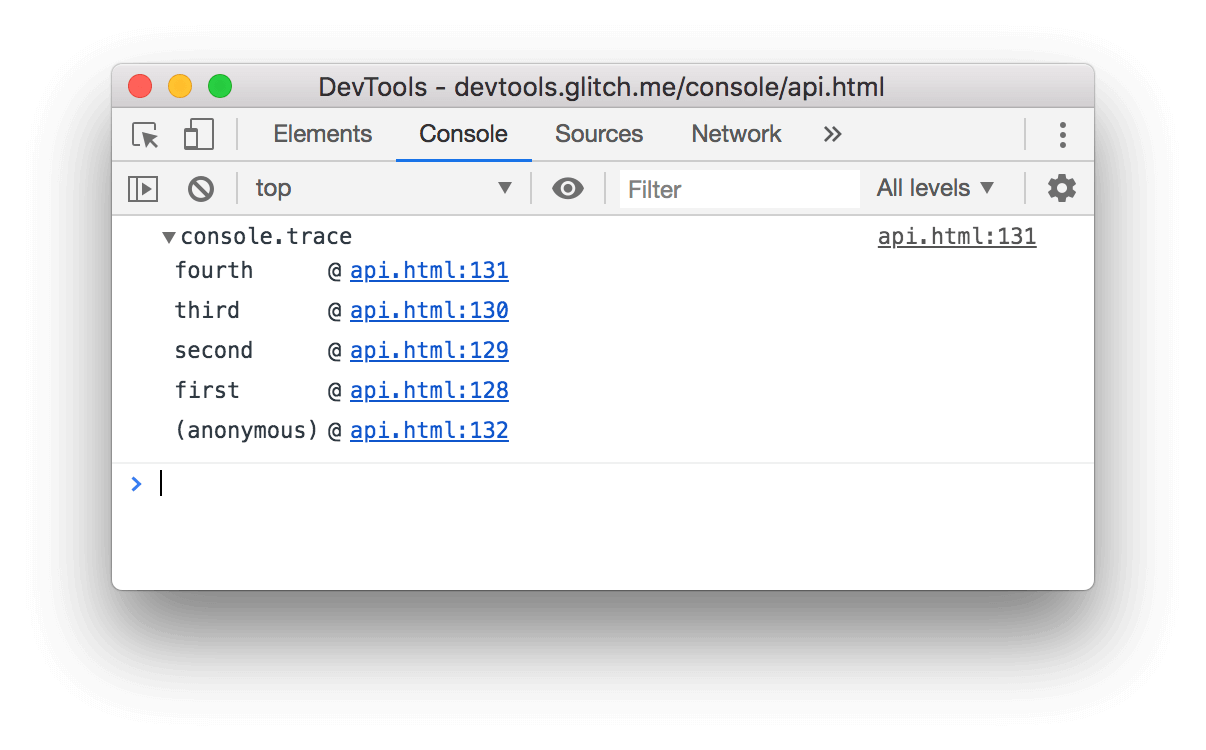 DevTools - devtools.glitch.me/console/api.html
Elements Console Sources Network »
top Filter All levels
console.trace api.html:131
fourth @ api.html:131
third @ api.html:130
second @ api.html:129
first @ api.html:128
(anonymous) @ api.html:132
>